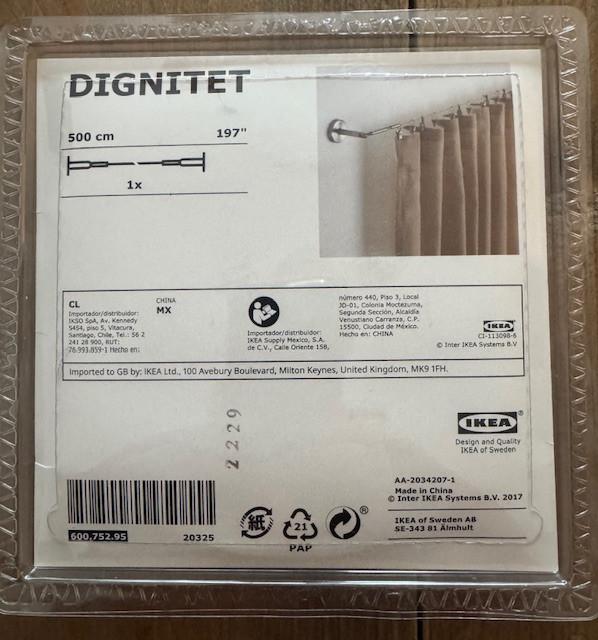 DIGNITET
500 cm 197"
1x
CL
Importador/distribuidor:
IKSO SpA, Av. Kennedy
5454, piso 5, Vitacura,
Santiago, Chile, Tel.: 56 2
241 28 900, RUT:
76.993.859-1 Hecho en:
CHINA
MX
Importador/distribuidor:
IKEA Supply Mexico, S.A.
de C.V., Calle Oriente 158,
número 440, Piso 3, Local
JD-01, Colonia Moctezuma,
Segunda Sección, Alcaldía
Venustiano Carranza, C.P.
15500, Ciudad de México.
Hecho en: CHINA
IKEA
CI-113098-6
© Inter IKEA Systems B.V
Imported to GB by: IKEA Ltd., 100 Avebury Boulevard, Milton Keynes, United Kingdom, MK9 1FH.
2229
IKEA®
Design and Quality
IKEA of Sweden
AA-2034207-1
Made in China
© Inter IKEA Systems B.V. 2017
IKEA of Sweden AB
SE-343 81 Älmhult
600.752.95 20325
紙
21
PAP
®